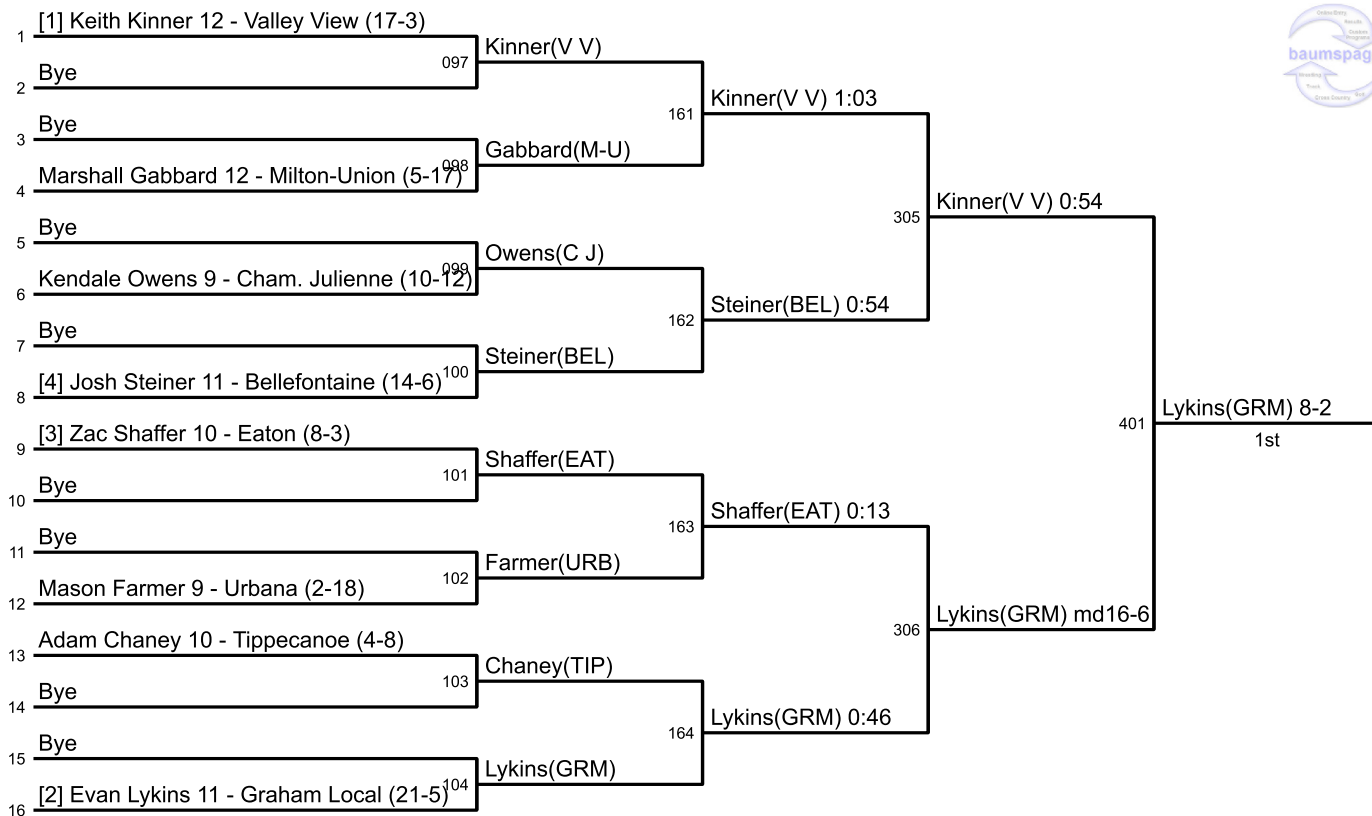 [1] Keith Kinner 12 - Valley View (17-3)
1
Bye
2
097
Kinner(V V)
Bye
3
Marshall Gabbard 12 - Milton-Union (5-17)
4
098
Gabbard(M-U)
161
Kinner(V V) 1:03
Bye
5
Kendale Owens 9 - Cham. Julienne (10-12)
6
099
Owens(C J)
Bye
7
[4] Josh Steiner 11 - Bellefontaine (14-6)
8
100
Steiner(BEL)
162
Steiner(BEL) 0:54
305
Kinner(V V) 0:54
[3] Zac Shaffer 10 - Eaton (8-3)
9
Bye
10
101
Shaffer(EAT)
Bye
11
Mason Farmer 9 - Urbana (2-18)
12
102
Farmer(URB)
163
Shaffer(EAT) 0:13
Adam Chaney 10 - Tippecanoe (4-8)
13
Bye
14
103
Chaney(TIP)
Bye
15
[2] Evan Lykins 11 - Graham Local (21-5)
16
104
Lykins(GRM)
164
Lykins(GRM) 0:46
306
Lykins(GRM) md16-6
401
Lykins(GRM) 8-2
1st
Online Entry
Results
baumspag
Track
Cross Country